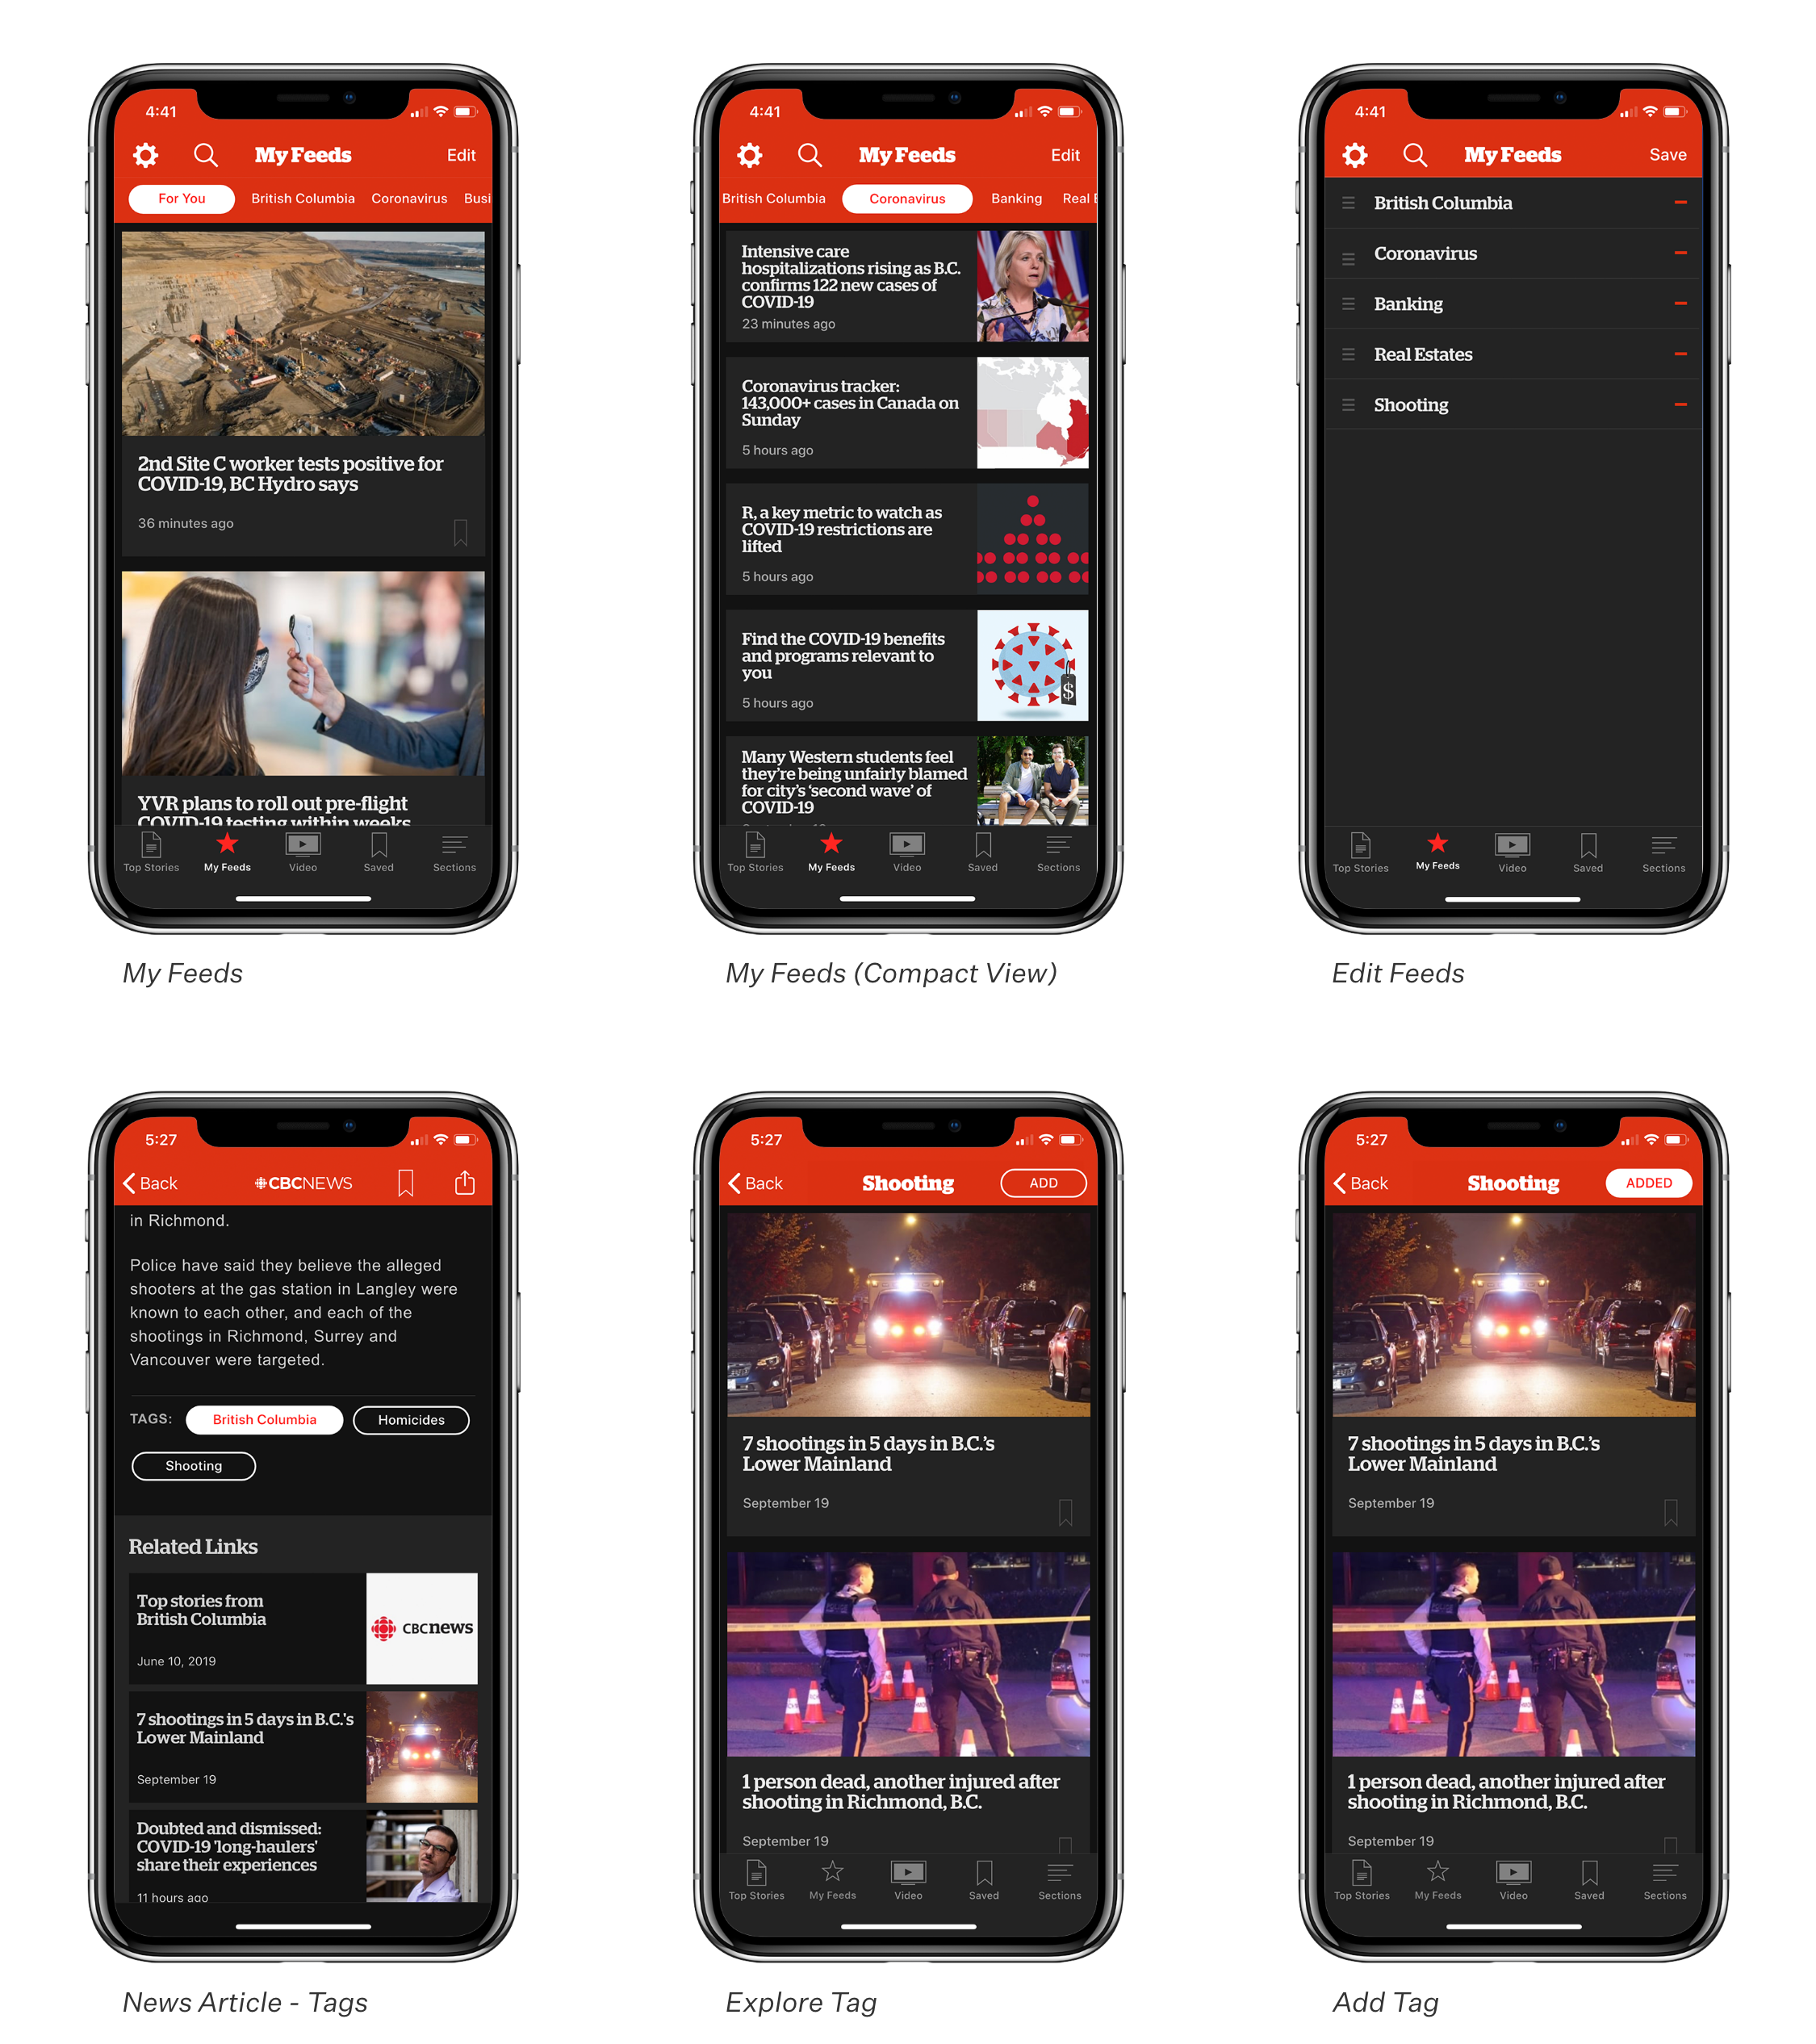 4:41
My Feeds
Edit
For You
British Columbia
Coronavirus
Busi
2nd Site C worker tests positive for
COVID-19, BC Hydro says
36 minutes ago
YVR plans to roll out pre-flight
COVID-19 testing within weeks
Top Stories
My Feeds
Video
Saved
Sections
My Feeds
4:41
My Feeds
Edit
British Columbia
Coronavirus
Banking
Real E
Intensive care
hospitalizations rising as B.C.
confirms 122 new cases of
COVID-19
23 minutes ago
Coronavirus tracker:
143,000+ cases in Canada on
Sunday
5 hours ago
R, a key metric to watch as
COVID-19 restrictions are
lifted
5 hours ago
Find the COVID-19 benefits
and programs relevant to
you
5 hours ago
$
Many Western students feel
they're being unfairly blamed
for city's 'second wave' of
COVID-19
Top Stories
My Feeds
Video
Saved
Sections
My Feeds (Compact View)
4:41
My Feeds
Save
British Columbia
Coronavirus
Banking
Real Estates
Shooting
Top Stories
My Feeds
Video
Saved
Sections
Edit Feeds
5:27
Back
CBCNEWS
in Richmond.
Police have said they believe the alleged
shooters at the gas station in Langley were
known to each other, and each of the
shootings in Richmond, Surrey and
Vancouver were targeted.
TAGS:
British Columbia
Homicides
Shooting
Related Links
Top stories from
British Columbia
June 10, 2019
CBCnews
7 shootings in 5 days in B.C.'s
Lower Mainland
September 19
Doubted and dismissed:
COVID-19 'long-haulers'
share their experiences
11 hours ago
News Article - Tags
5:27
Back
Shooting
ADD
7 shootings in 5 days in B.C.'s
Lower Mainland
September 19
1 person dead, another injured after
shooting in Richmond, B.C.
September 19
Top Stories
My Feeds
Video
Saved
Sections
Explore Tag
5:27
Back
Shooting
ADDED
7 shootings in 5 days in B.C.'s
Lower Mainland
September 19
1 person dead, another injured after
shooting in Richmond, B.C.
September 19
Top Stories
My Feeds
Video
Saved
Sections
Add Tag